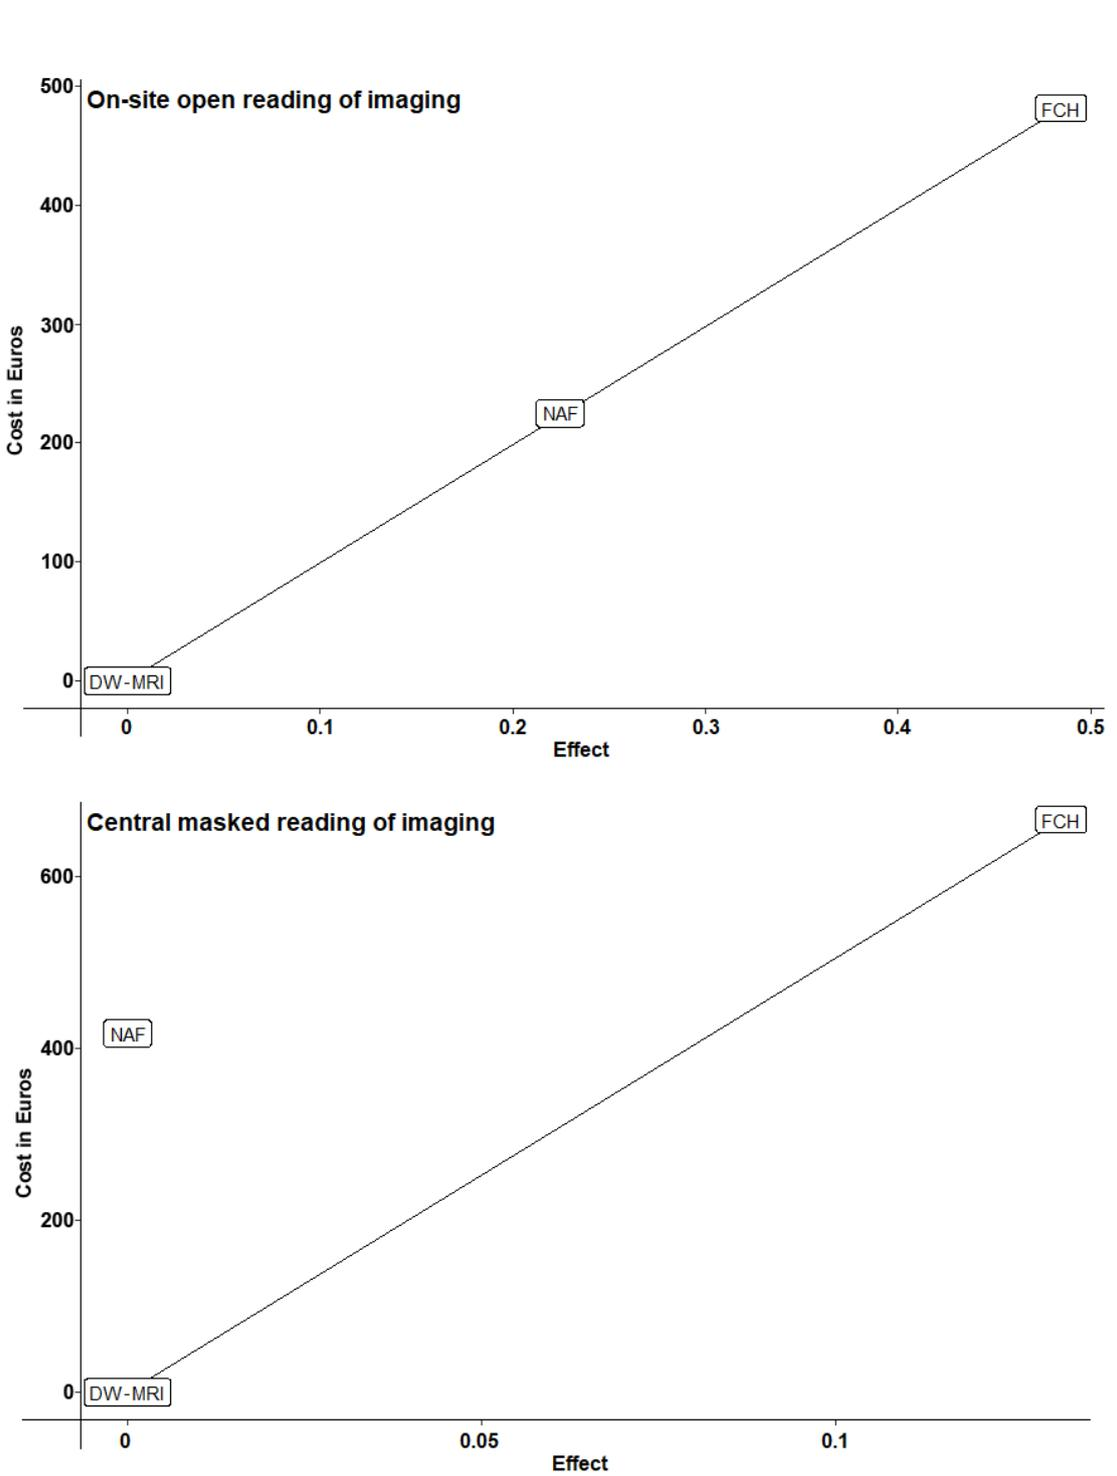 On-site open reading of imaging
500
400
300
200
100
0
Cost in Euros
FCH
NAF
DW-MRI
0 0.1 0.2 0.3 0.4 0.5
Effect
Central masked reading of imaging
600
400
200
0
Cost in Euros
FCH
NAF
DW-MRI
0 0.05 0.1
Effect